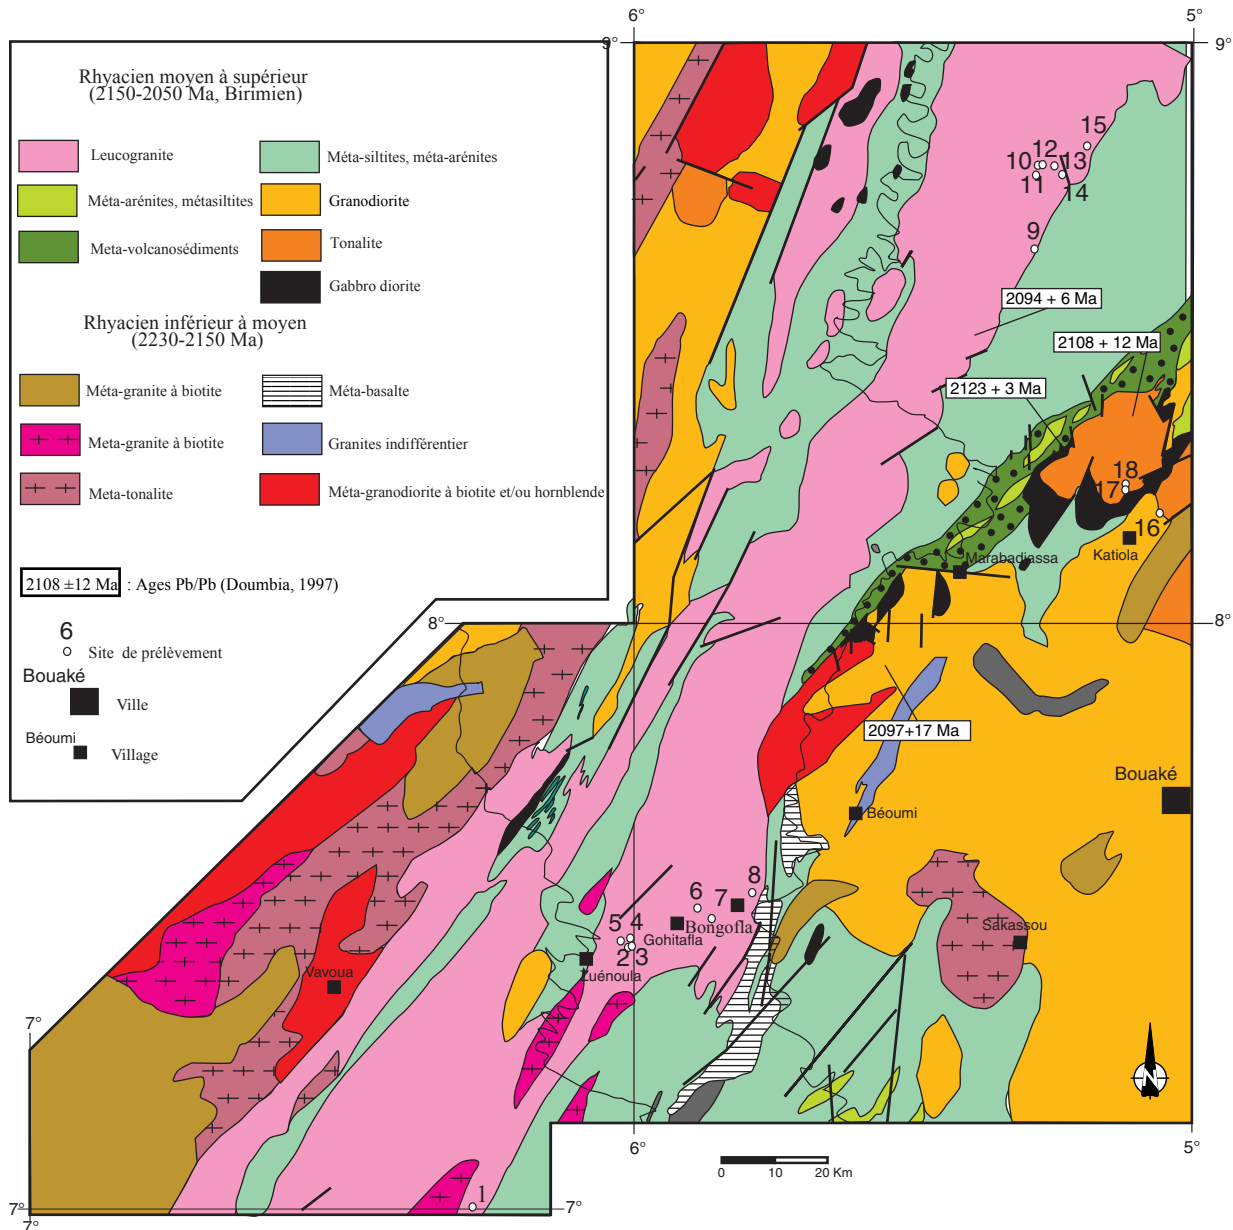 6°
5°
9°
9°
Rhyacien moyen à supérieur
(2150-2050 Ma, Birimien)
Leucogranite
Méta-siltites, méta-arénites
Méta-arénites, métasiltites
Granodiorite
Meta-volcanosédiments
Tonalite
Gabbro diorite
Rhyacien inférieur à moyen
(2230-2150 Ma)
Méta-granite à biotite
Méta-basalte
Meta-granite à biotite
Granites indifférentier
Meta-tonalite
Méta-granodiorite à biotite et/ou hornblende
2108 ±12 Ma : Ages Pb/Pb (Doumbia, 1997)
6
Site de prélèvement
Bouaké
Ville
Béoumi
Village
15
12
10
13
11
14
9
2094 + 6 Ma
2108 + 12 Ma
2123 + 3 Ma
18
17
16
Katiola
Marabadiassa
8°
8°
2097+17 Ma
Bouaké
Béoumi
8
6
7
5
4
Bongofla
Gohitafla
2
3
Zuénoula
Sakassou
Vavoua
7°
N
6°
5°
0
10
20 Km
1
7°
7°
7°